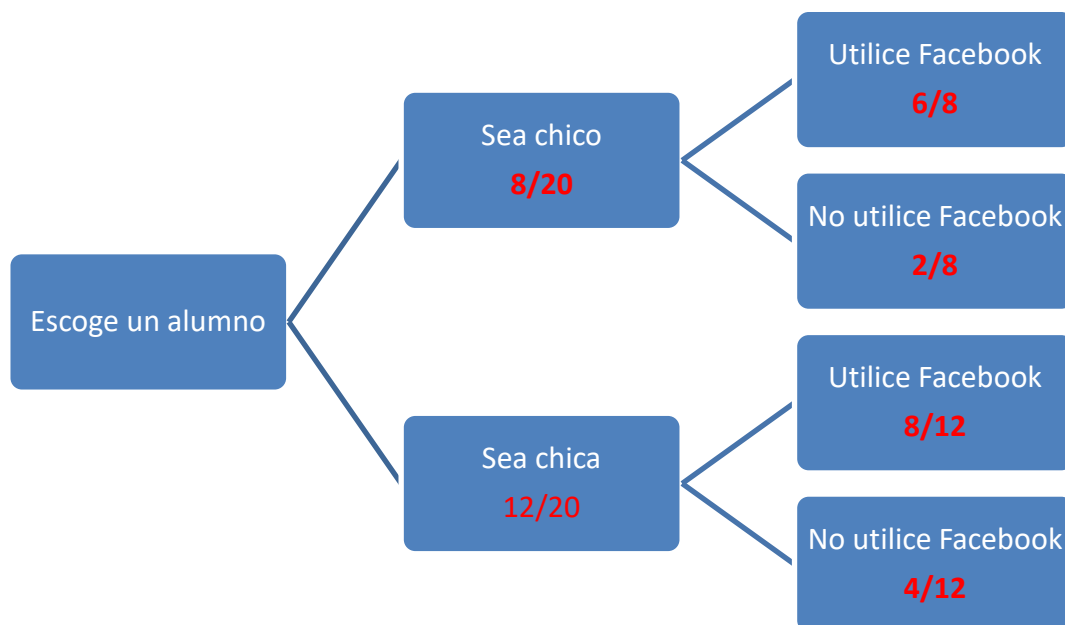 Escoge un alumno
Sea chico
8/20
Utilice Facebook
6/8
No utilice Facebook
2/8
Sea chica
12/20
Utilice Facebook
8/12
No utilice Facebook
4/12